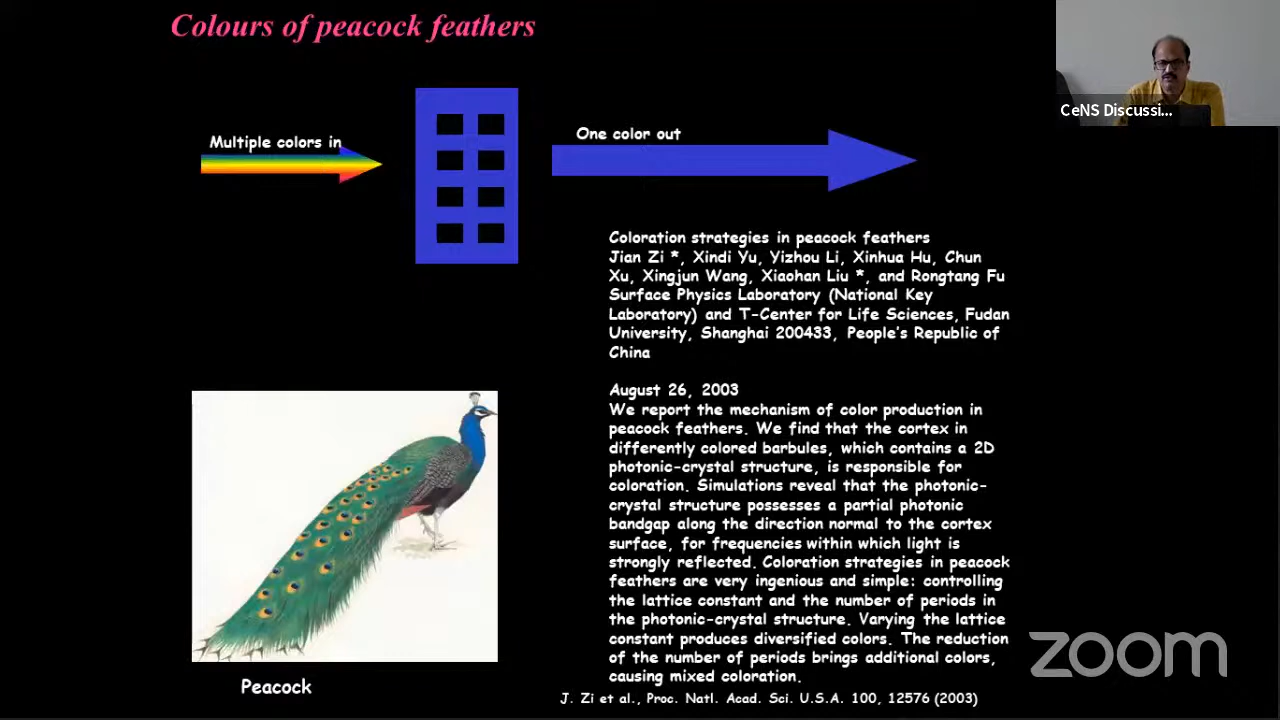 Colours of peacock feathers
CeNS Discussi...
Multiple colors in
One color out
Coloration strategies in peacock feathers
Jian Zi *, Xindi Yu, Yizhou Li, Xinhua Hu, Chun
Xu, Xingjun Wang, Xiaohan Liu *, and Rongtang Fu
Surface Physics Laboratory (National Key
Laboratory) and T-Center for Life Sciences, Fudan
University, Shanghai 200433, People's Republic of
China
August 26, 2003
We report the mechanism of color production in
peacock feathers. We find that the cortex in
differently colored barbules, which contains a 2D
photonic-crystal structure, is responsible for
coloration. Simulations reveal that the photonic-
crystal structure possesses a partial photonic
bandgap along the direction normal to the cortex
surface, for frequencies within which light is
strongly reflected. Coloration strategies in peacock
feathers are very ingenious and simple: controlling
the lattice constant and the number of periods in
the photonic-crystal structure. Varying the lattice
constant produces diversified colors. The reduction
of the number of periods brings additional colors,
causing mixed coloration.
Peacock
J. Zi et al., Proc. Natl. Acad. Sci. U.S.A. 100, 12576 (2003)
zoom